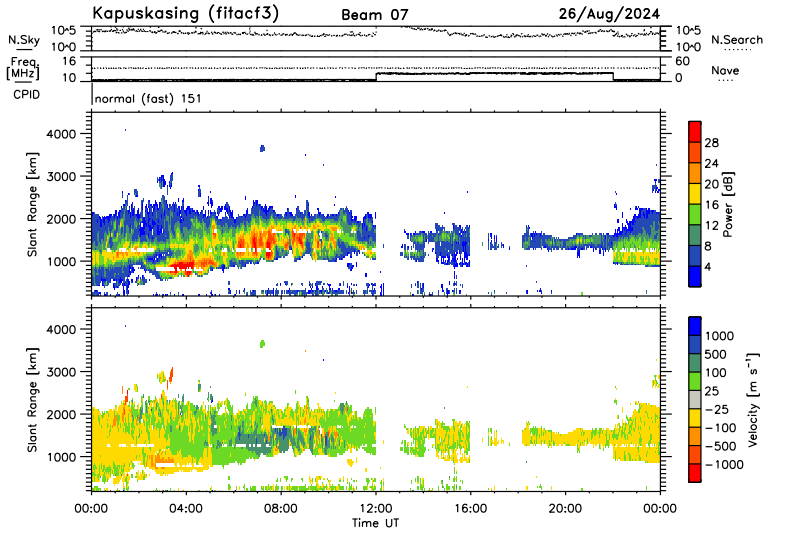 Kapuskasing (fitacf3) Beam 07 26/Aug/2024
N.Sky 10^5 10^0 10^5 10^0 N.Search
Freq. [MHz] 16 10 60 0 Nave
CPID normal (fast) 151
Slant Range [km] 4000 3000 2000 1000
28 24 20 16 12 8 4 Power [dB]
Slant Range [km] 4000 3000 2000 1000
1000 500 100 25 −25 −100 −500 −1000 Velocity [m s⁻¹]
00:00 04:00 08:00 12:00 16:00 20:00 00:00
Time UT